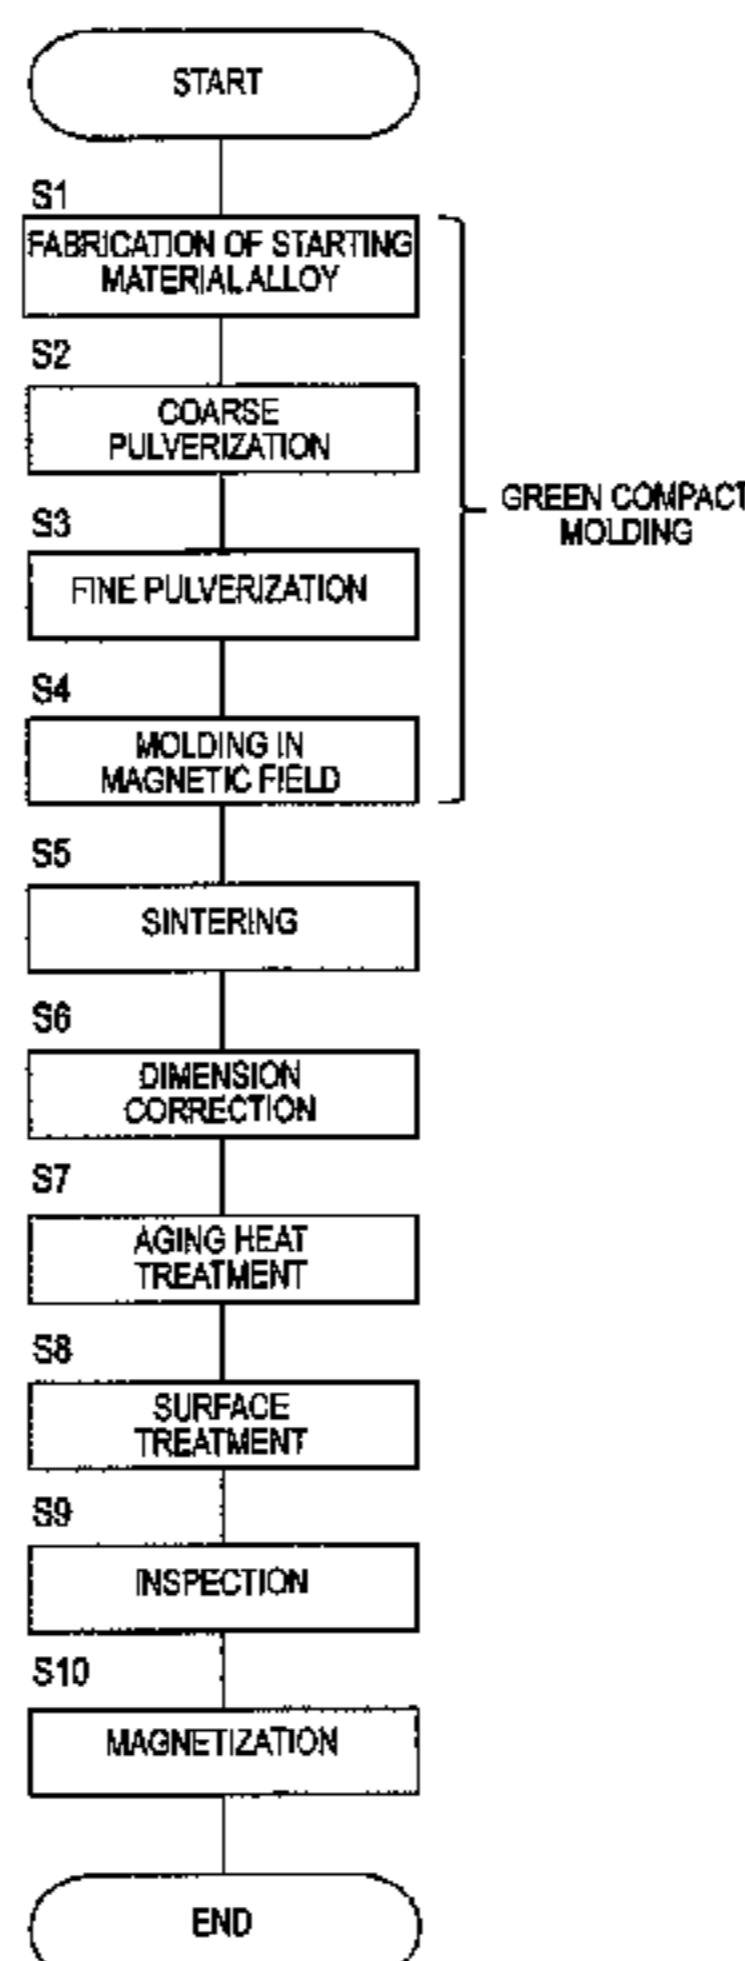 START
S1
FABRICATION OF STARTING
MATERIAL ALLOY
S2
COARSE
PULVERIZATION
S3
FINE PULVERIZATION
S4
MOLDING IN
MAGNETIC FIELD
GREEN COMPACT
MOLDING
S5
SINTERING
S6
DIMENSION
CORRECTION
S7
AGING HEAT
TREATMENT
S8
SURFACE
TREATMENT
S9
INSPECTION
S10
MAGNETIZATION
END